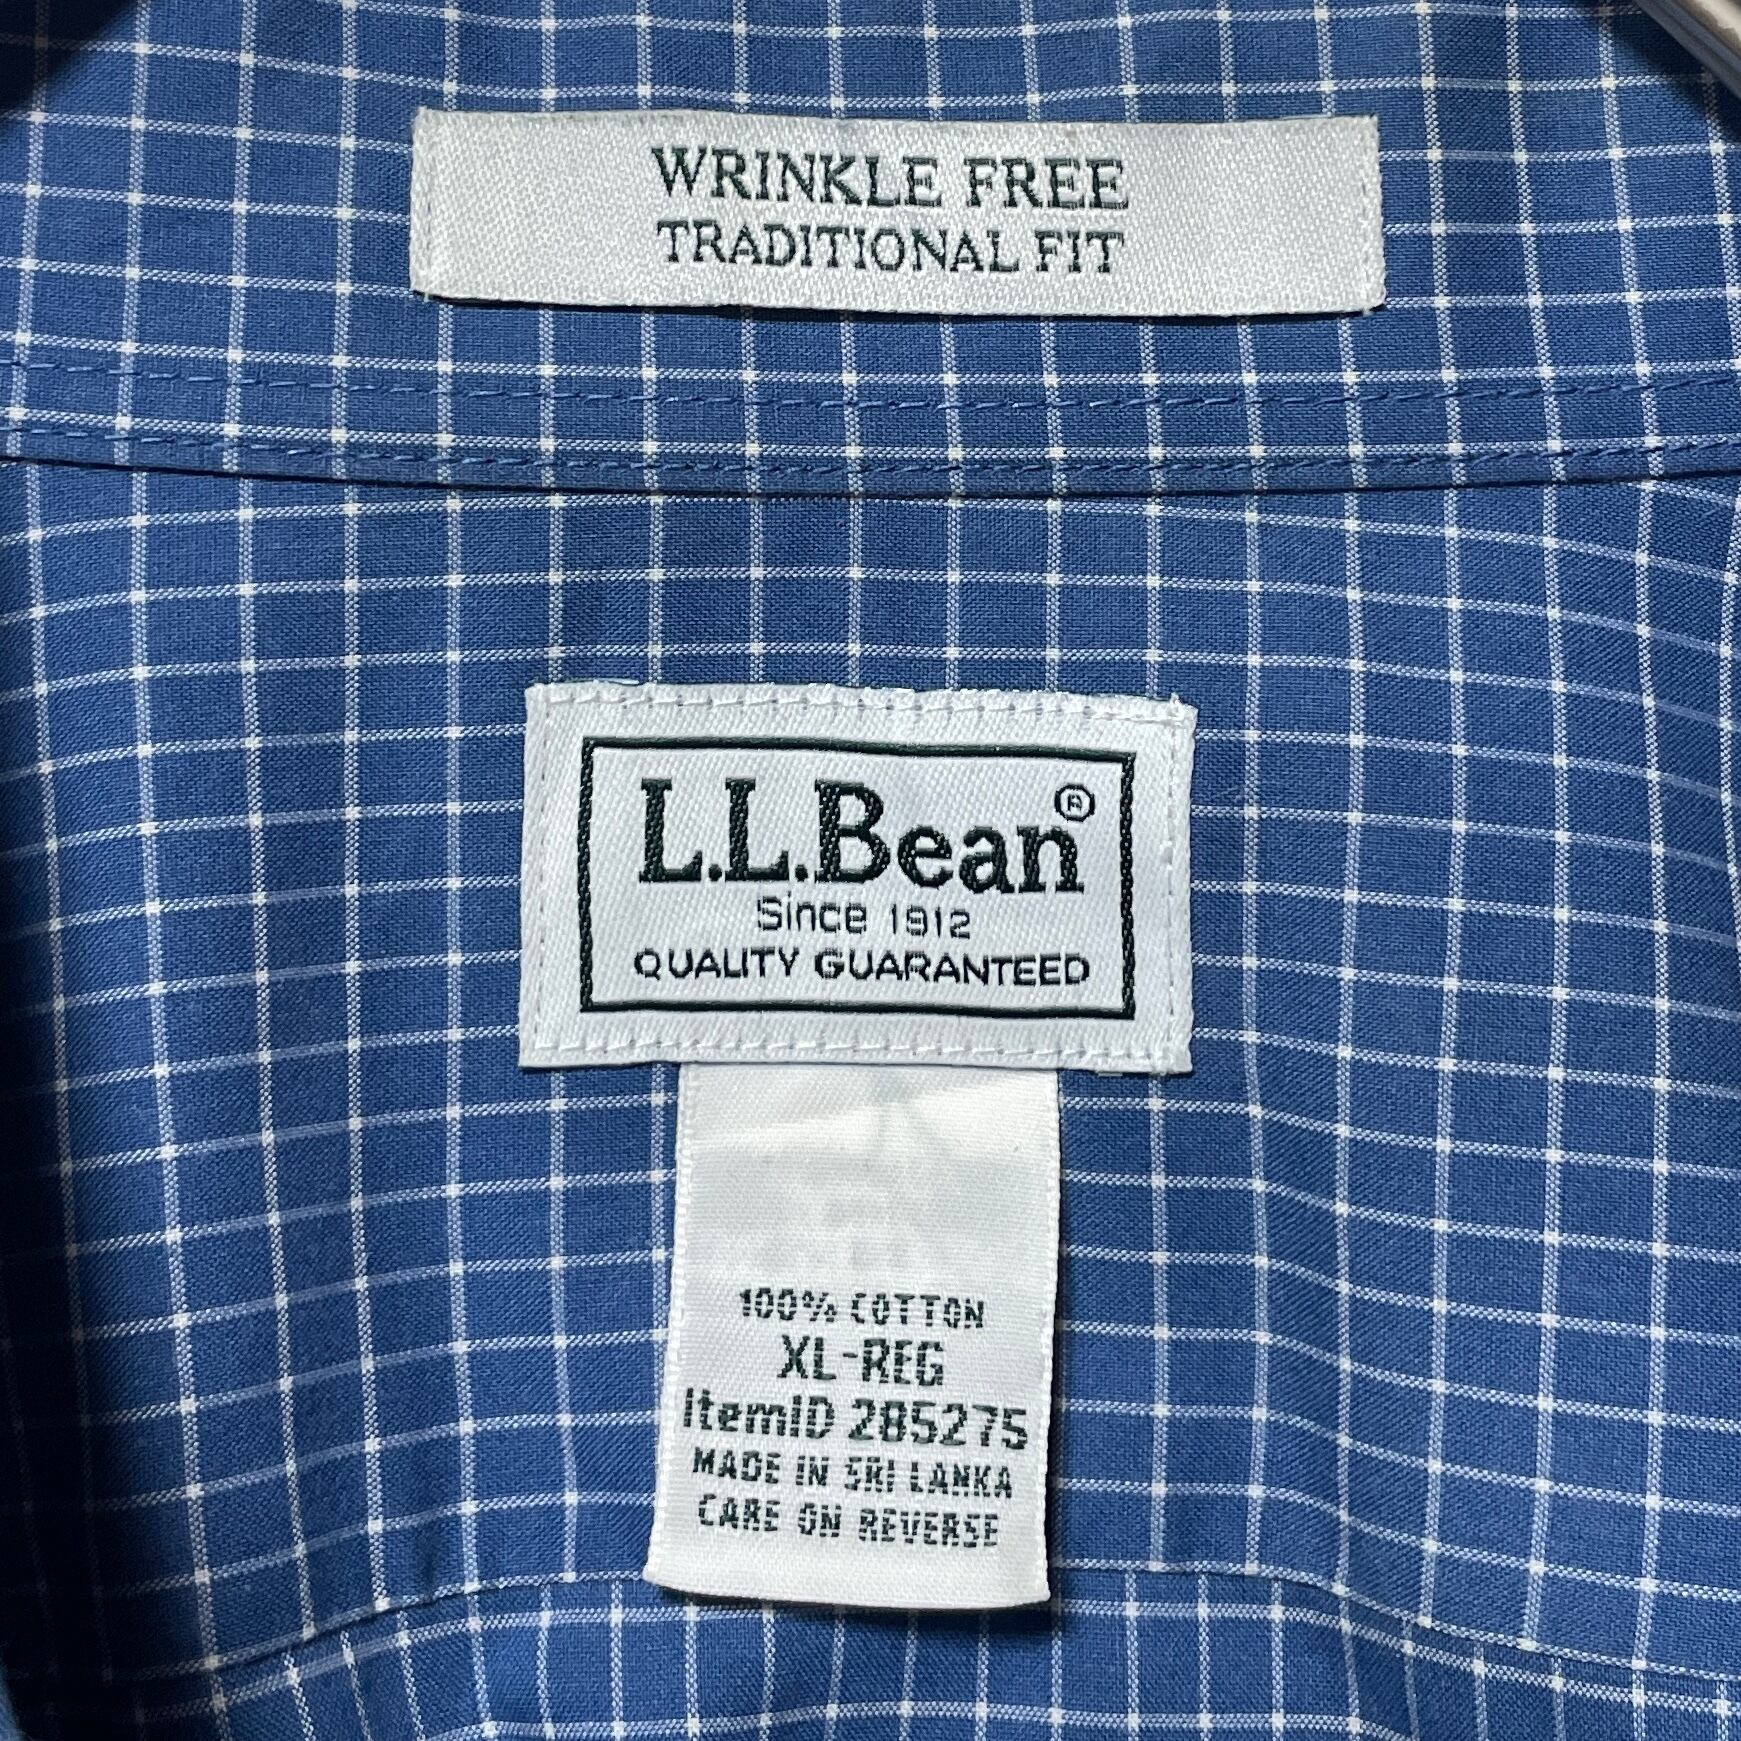 WRINKLE FREE
TRADITIONAL FIT
L.L.Bean®
Since 1912
QUALITY GUARANTEED
100% COTTON
XL-REG
ItemID 285275
MADE IN SRI LANKA
CARE ON REVERSE